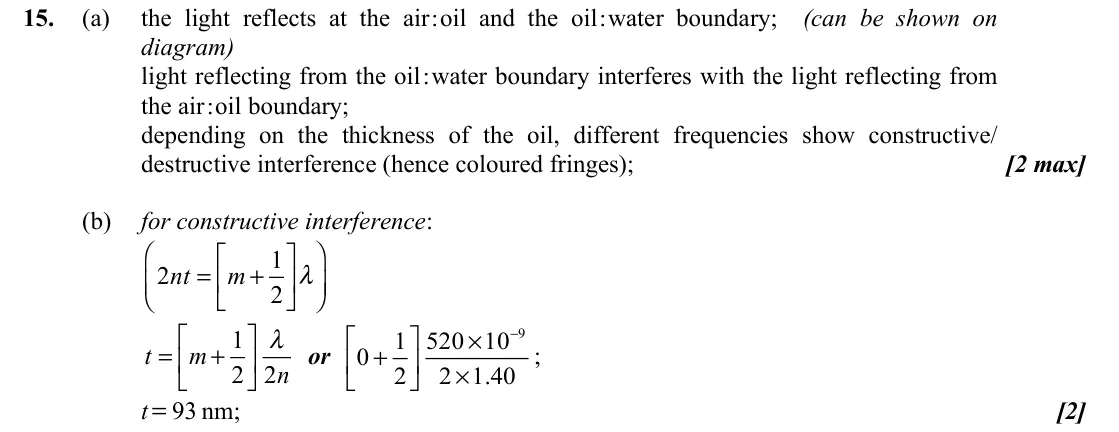 15. (a) the light reflects at the air:oil and the oil:water boundary; (can be shown on
diagram)
light reflecting from the oil:water boundary interferes with the light reflecting from
the air:oil boundary;
depending on the thickness of the oil, different frequencies show constructive/
destructive interference (hence coloured fringes); [2 max]
(b) for constructive interference:
(2nt = [m + 1/2] λ)
t = [m + 1/2] λ/2n or [0 + 1/2] 520×10⁻⁹/2×1.40 ;
t = 93 nm; [2]